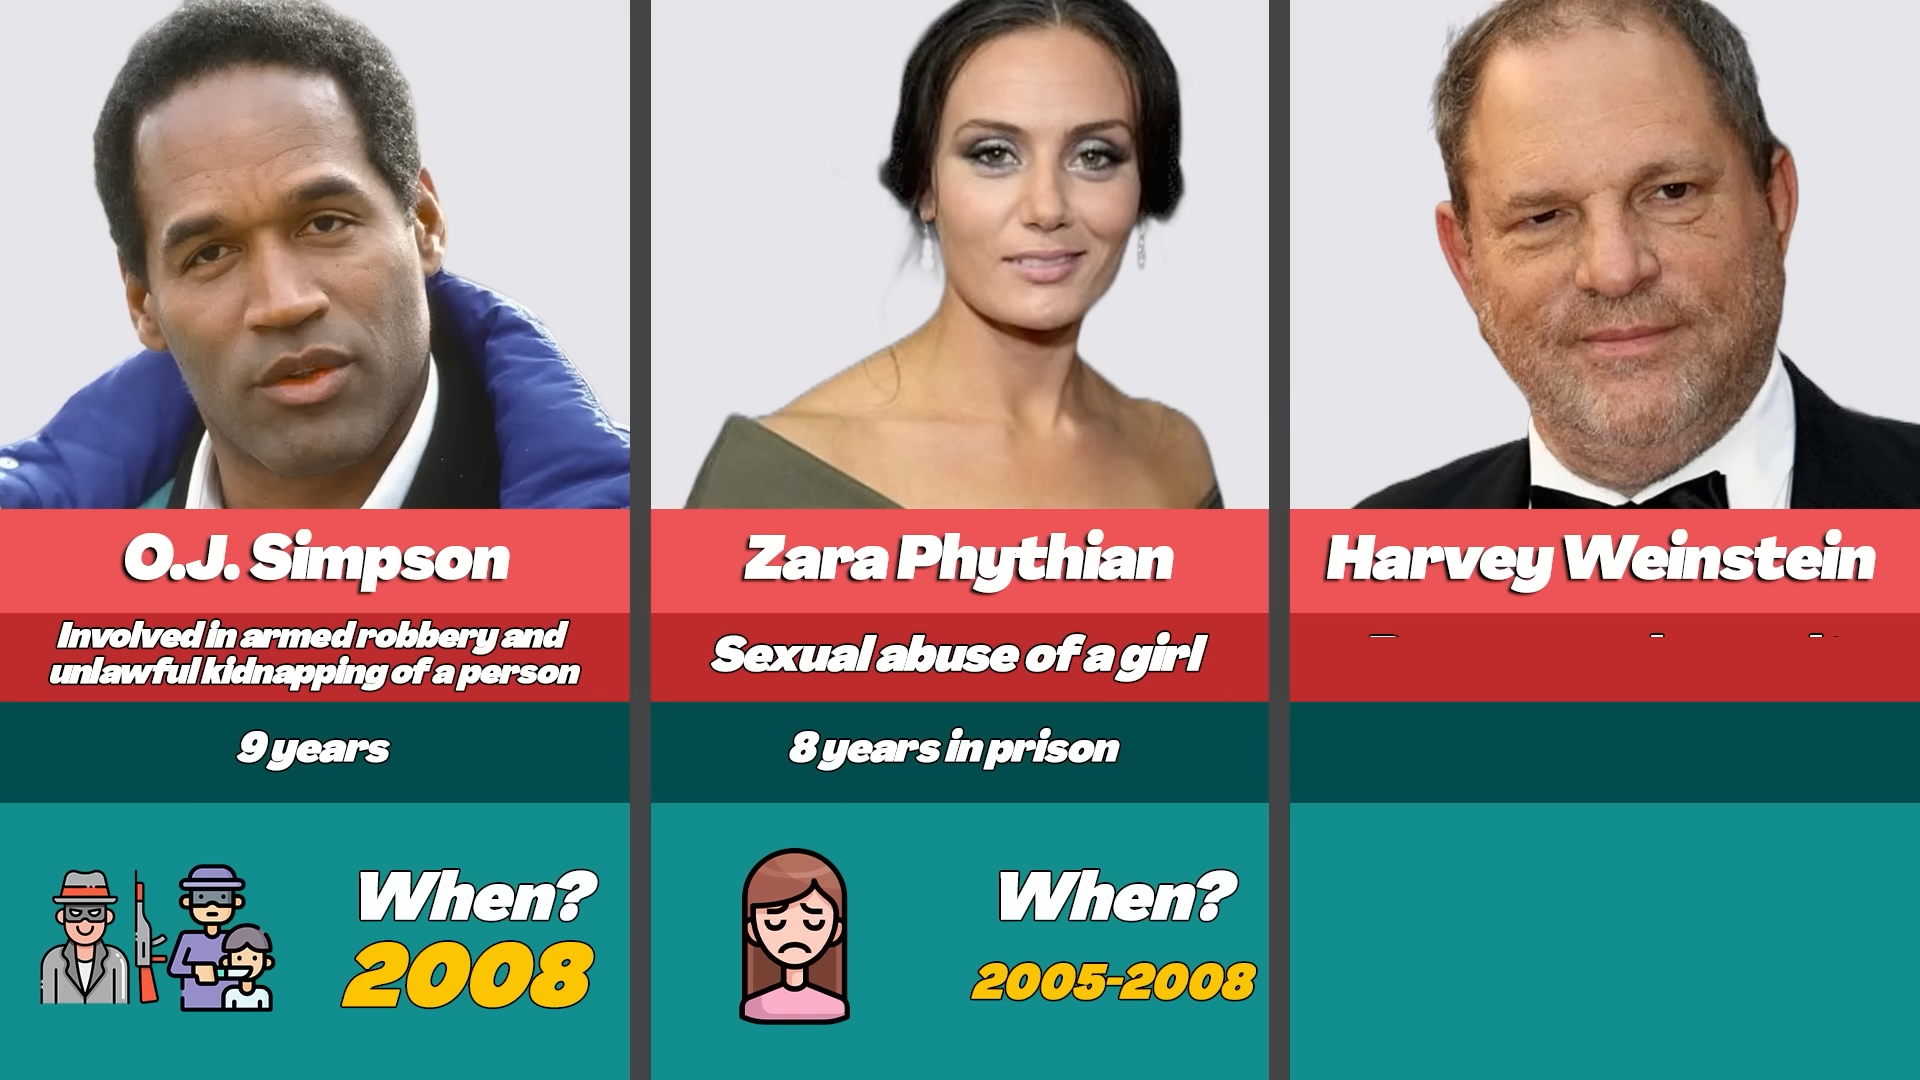 O.J. Simpson
Involved in armed robbery and
unlawful kidnapping of a person
9 years
When?
2008
Zara Phythian
Sexual abuse of a girl
8 years in prison
When?
2005-2008
Harvey Weinstein